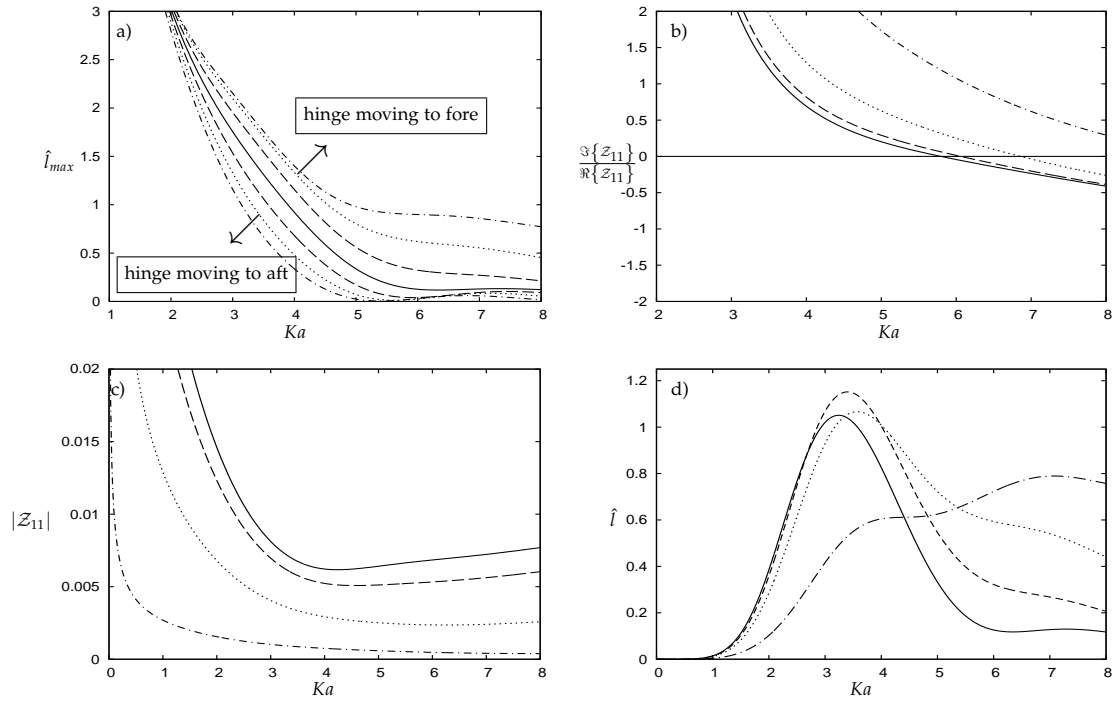 a)
3
2.5
2
1.5
1
0.5
0
l̂max
hinge moving to fore
hinge moving to aft
1 2 3 4 5 6 7 8
Ka
b)
2
1.5
1
0.5
0
-0.5
-1
-1.5
-2
ℑ{Z11}
ℜ{Z11}
2 3 4 5 6 7 8
Ka
c)
0.02
0.015
0.01
0.005
0
|Z11|
0 1 2 3 4 5 6 7 8
Ka
d)
1.2
1
0.8
0.6
0.4
0.2
0
l̂
0 1 2 3 4 5 6 7 8
Ka